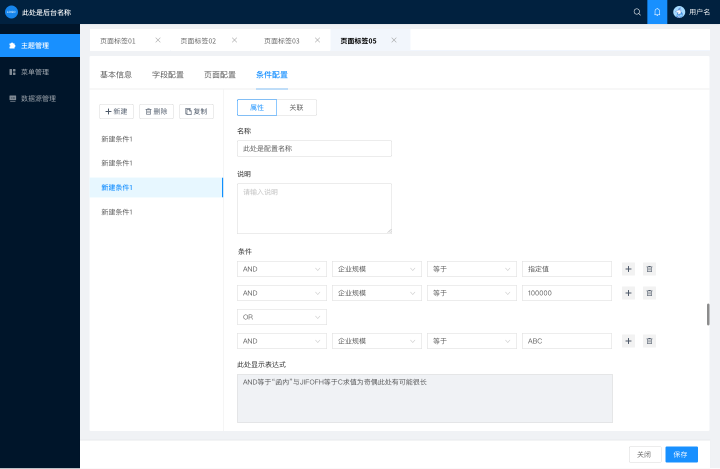 此处是后台名称
用户名
主题管理
菜单管理
数据源管理
页面标签01
页面标签02
页面标签03
页面标签05
基本信息
字段配置
页面配置
条件配置
新建
删除
复制
新建条件1
新建条件1
新建条件1
新建条件1
属性
关联
名称
此处是配置名称
说明
请输入说明
条件
AND 企业规模 等于 指定值
AND 企业规模 等于 100000
OR
AND 企业规模 等于 ABC
此处显示表达式
AND等于“函内”与JIFOFH等于C求值为奇偶此处有可能很长
关闭
保存